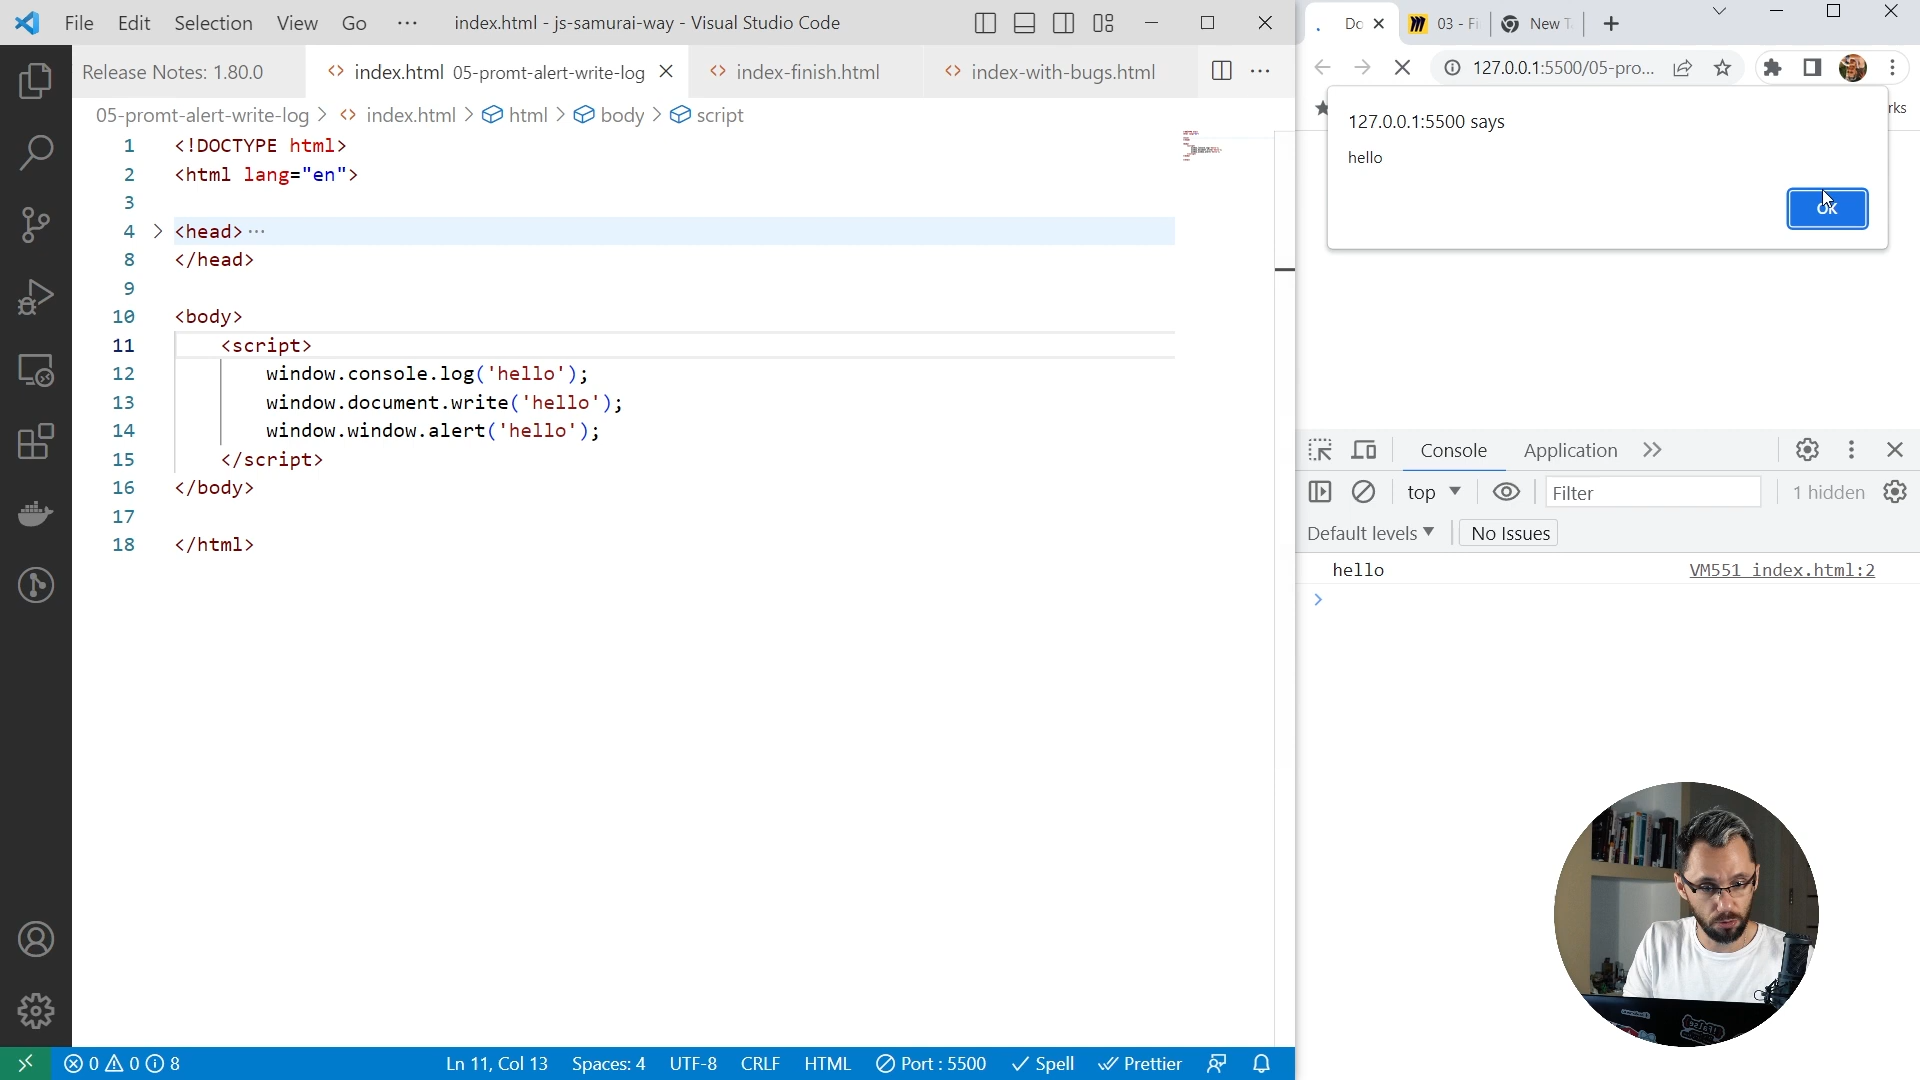 File Edit Selection View Go ··· index.html - js-samurai-way - Visual Studio Code
Release Notes: 1.80.0 <> index.html 05-promt-alert-write-log <> index-finish.html <> index-with-bugs.html
05-promt-alert-write-log > <> index.html > html > body > script
1 <!DOCTYPE html>
2 <html lang="en">
3
4 <head>···
8 </head>
9
10 <body>
11 <script>
12 window.console.log('hello');
13 window.document.write('hello');
14 window.window.alert('hello');
15 </script>
16 </body>
17
18 </html>
0 0 8 Ln 11, Col 13 Spaces: 4 UTF-8 CRLF HTML Port : 5500 Spell Prettier
Do 03 - Fi New T
127.0.0.1:5500/05-pro...
rks
127.0.0.1:5500 says
hello
OK
Console Application
top Filter 1 hidden
Default levels No Issues
hello VM551 index.html:2